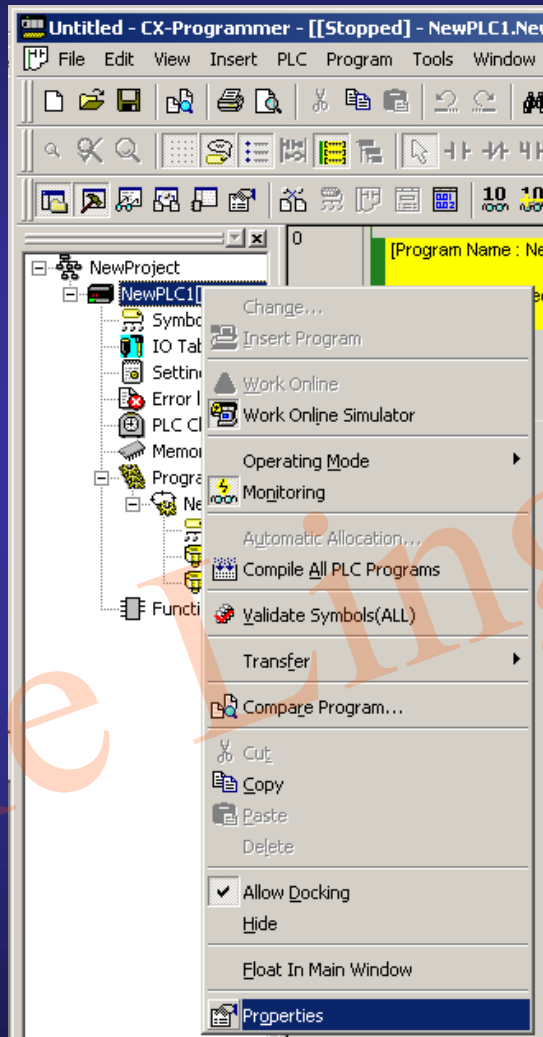 Untitled - CX-Programmer - [[Stopped] - NewPLC1.Ne
File Edit View Insert PLC Program Tools Window
10 10
0
[Program Name : Ne
NewProject
NewPLC1[
Symbo
IO Tab
Settin
Error l
PLC Cl
Memor
Progra
Ne
Functi
Change...
Insert Program
Work Online
Work Online Simulator
Operating Mode
Monitoring
Automatic Allocation...
Compile All PLC Programs
Validate Symbols(ALL)
Transfer
Compare Program...
Cut
Copy
Paste
Delete
Allow Docking
Hide
Float In Main Window
Properties